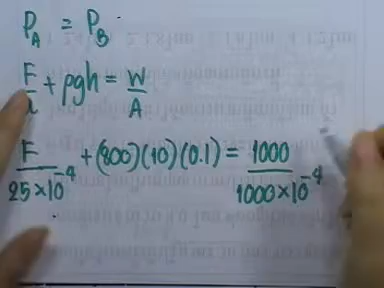 P_A = P_B
F/a + ρgh = W/A
F/25×10⁻⁴ + (800)(10)(0.1) = 1000/1000×10⁻⁴